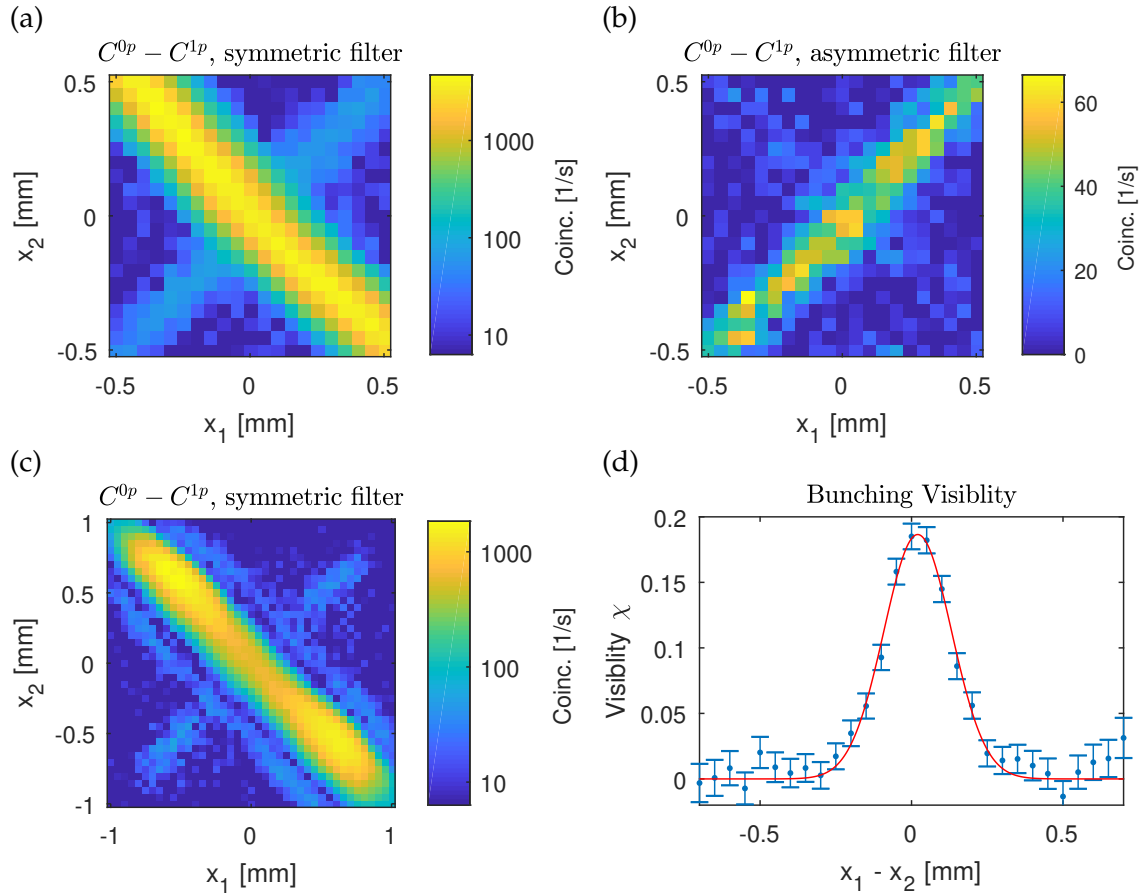 (a)
C^{0p} − C^{1p}, symmetric filter
0.5
0
-0.5
x_2 [mm]
-0.5 0 0.5
x_1 [mm]
1000
100
10
Coinc. [1/s]
(b)
C^{0p} − C^{1p}, asymmetric filter
0.5
0
-0.5
x_2 [mm]
-0.5 0 0.5
x_1 [mm]
60
40
20
0
Coinc. [1/s]
(c)
C^{0p} − C^{1p}, symmetric filter
1
0.5
0
-0.5
-1
x_2 [mm]
-1 0 1
x_1 [mm]
1000
100
10
Coinc. [1/s]
(d)
Bunching Visiblity
0.2
0.15
0.1
0.05
0
Visiblity χ
-0.5 0 0.5
x_1 - x_2 [mm]